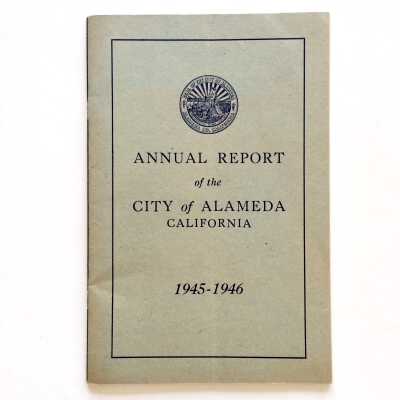 ANNUAL REPORT
of the
CITY of ALAMEDA
CALIFORNIA
1945-1946